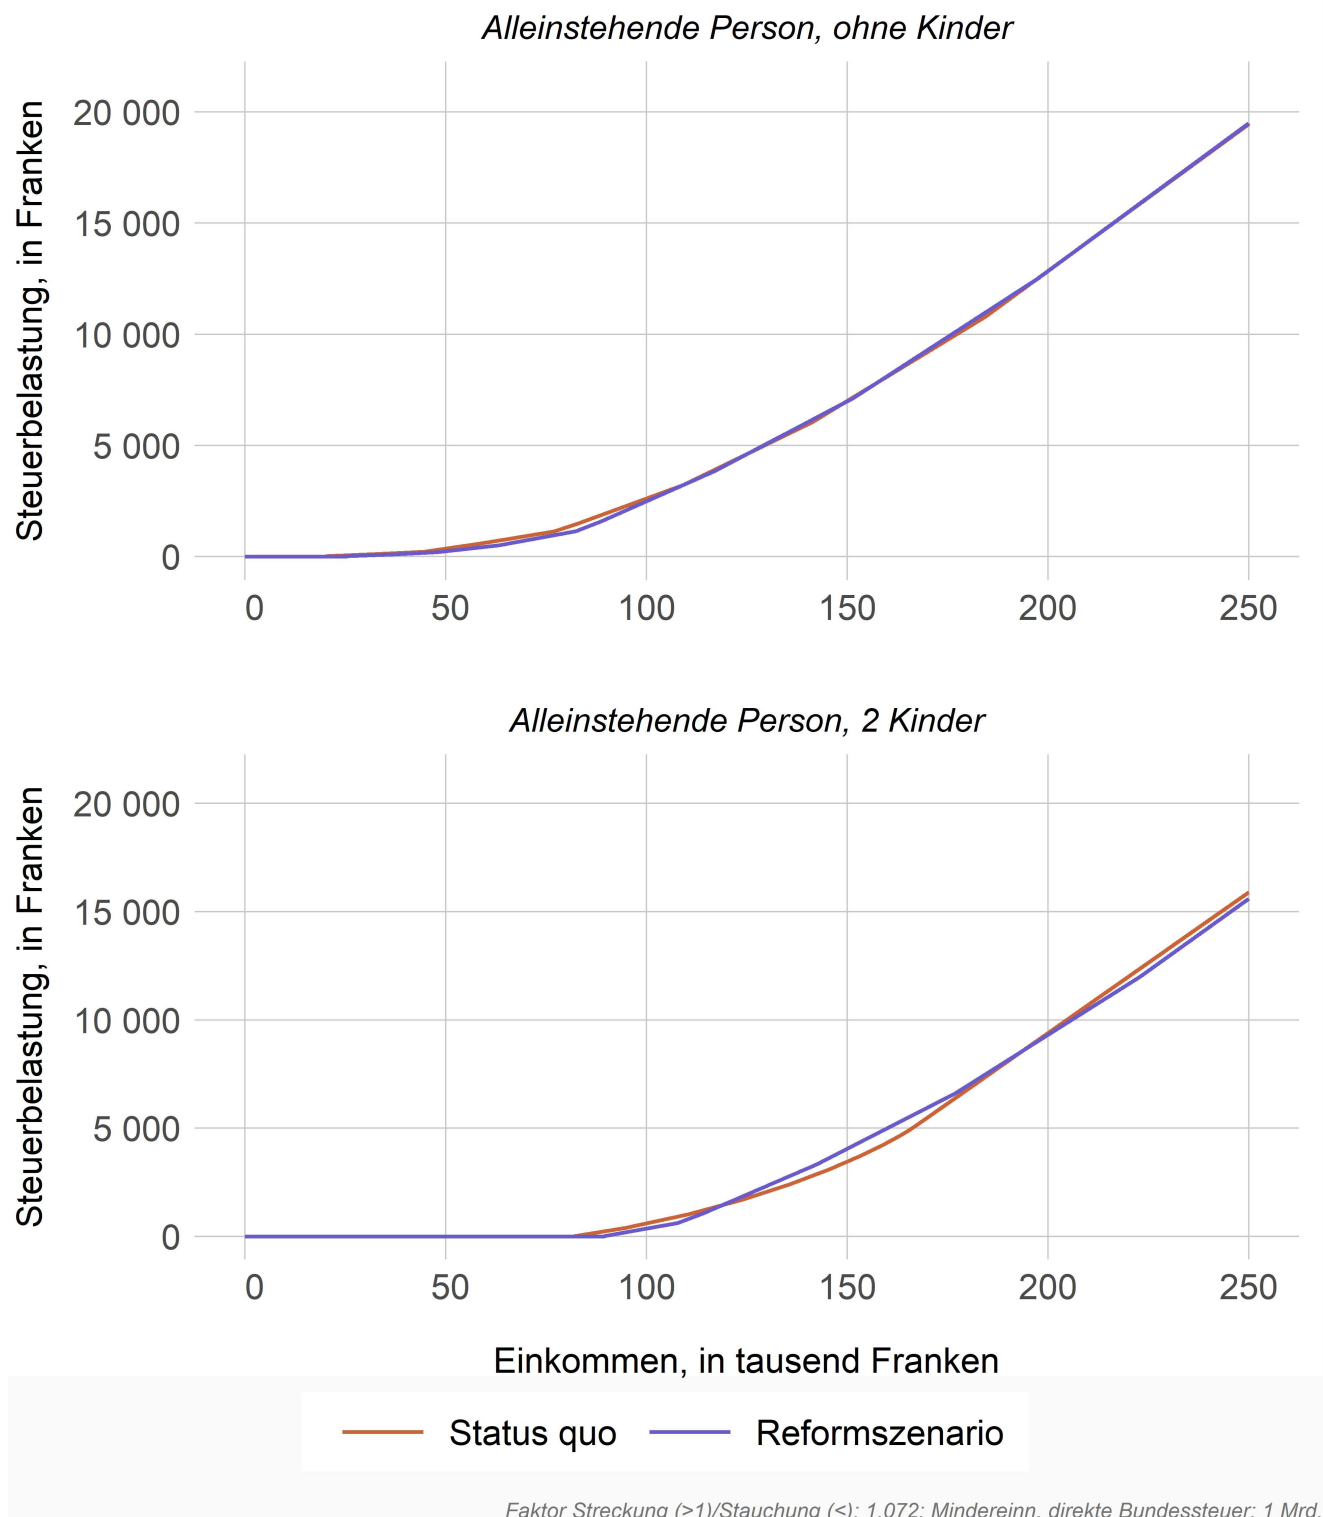 Alleinstehende Person, ohne Kinder
Steuerbelastung, in Franken
20 000
15 000
10 000
5 000
0
0 50 100 150 200 250
Alleinstehende Person, 2 Kinder
Steuerbelastung, in Franken
20 000
15 000
10 000
5 000
0
0 50 100 150 200 250
Einkommen, in tausend Franken
Status quo Reformszenario
Faktor Streckung (>1)/Stauchung (<): 1.072; Mindereinn. direkte Bundessteuer: 1 Mrd.